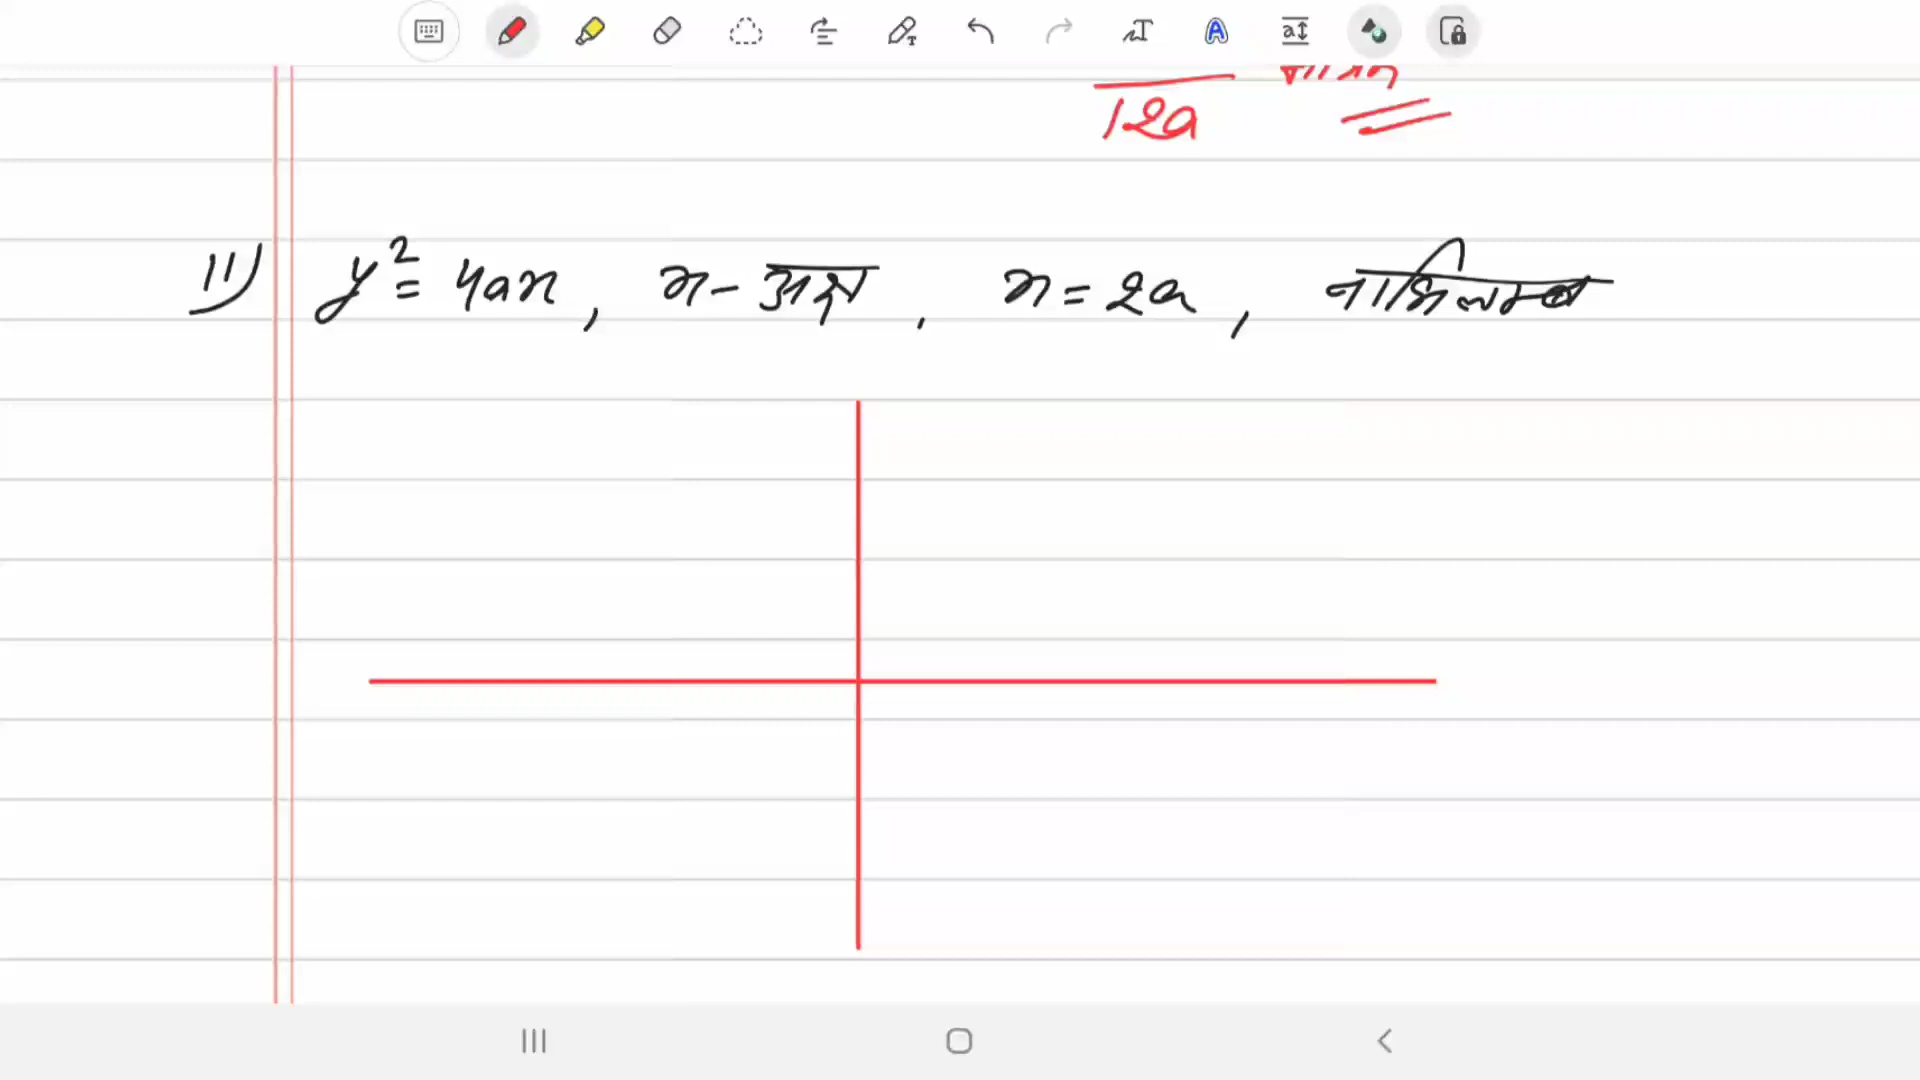 12a
11) y² = 4ax, x-अक्ष, x = 2a, नाभिलम्ब